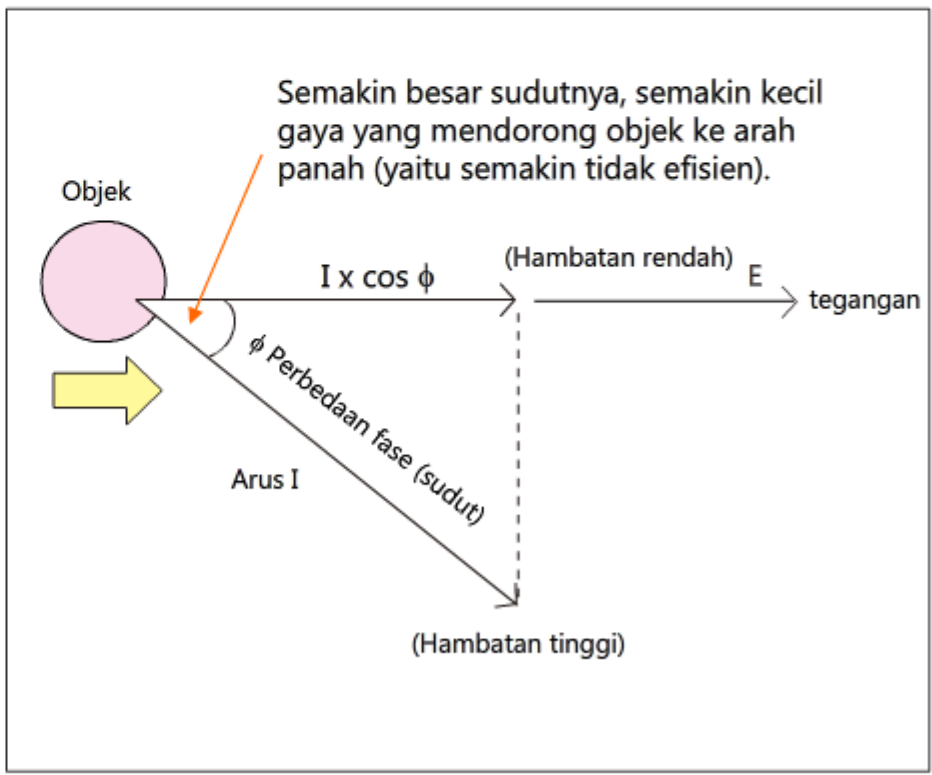 Semakin besar sudutnya, semakin kecil
gaya yang mendorong objek ke arah
panah (yaitu semakin tidak efisien).
Objek
I x cos ϕ
(Hambatan rendah)
E
tegangan
ϕ Perbedaan fase (sudut)
Arus I
(Hambatan tinggi)